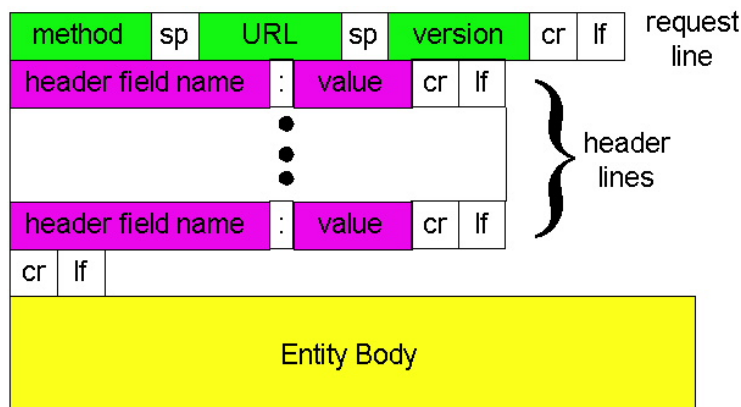 method sp URL sp version cr lf request line
header field name : value cr lf
header lines
header field name : value cr lf
cr lf
Entity Body